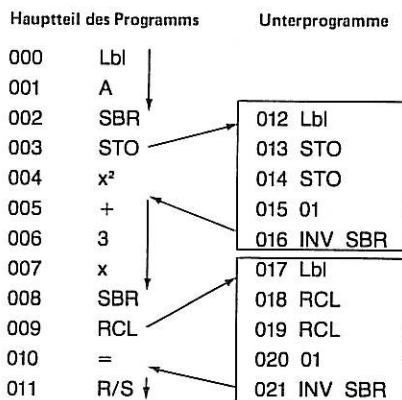 Hauptteil des Programms Unterprogramme
000 Lbl
001 A
002 SBR 012 Lbl
003 STO 013 STO
004 x² 014 STO
005 + 015 01
006 3 016 INV SBR
007 x 017 Lbl
008 SBR 018 RCL
009 RCL 019 RCL
010 = 020 01
011 R/S 021 INV SBR